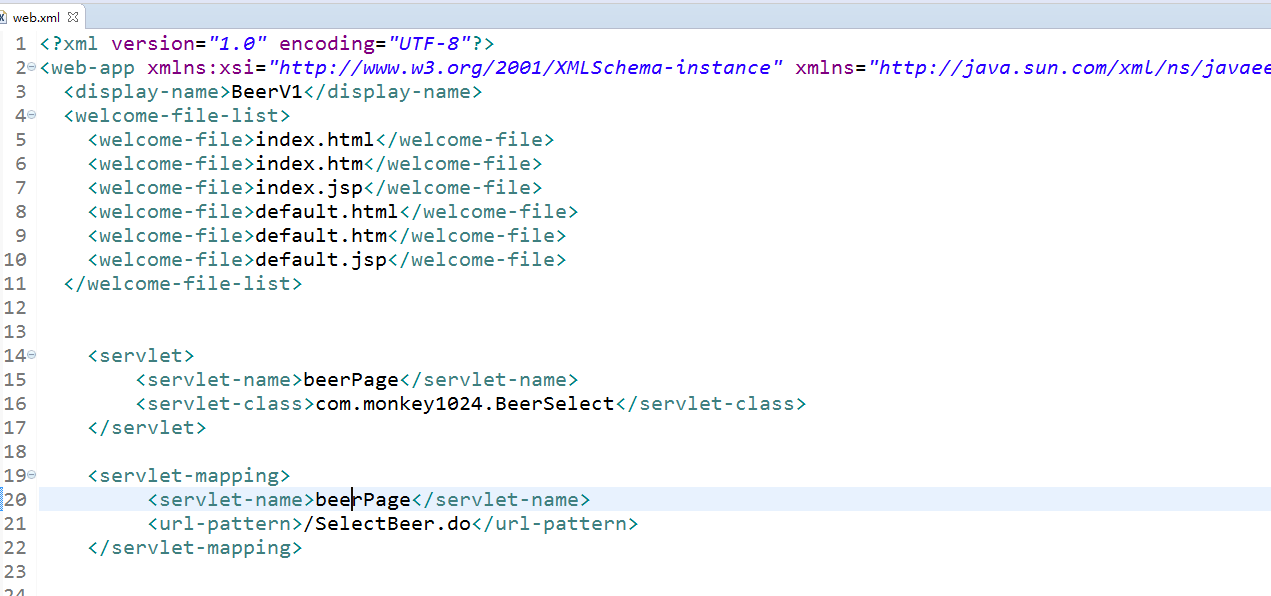 web.xml
1 <?xml version="1.0" encoding="UTF-8"?>
2 <web-app xmlns:xsi="http://www.w3.org/2001/XMLSchema-instance" xmlns="http://java.sun.com/xml/ns/javaee
3 <display-name>BeerV1</display-name>
4 <welcome-file-list>
5 <welcome-file>index.html</welcome-file>
6 <welcome-file>index.htm</welcome-file>
7 <welcome-file>index.jsp</welcome-file>
8 <welcome-file>default.html</welcome-file>
9 <welcome-file>default.htm</welcome-file>
10 <welcome-file>default.jsp</welcome-file>
11 </welcome-file-list>
12
13
14 <servlet>
15 <servlet-name>beerPage</servlet-name>
16 <servlet-class>com.monkey1024.BeerSelect</servlet-class>
17 </servlet>
18
19 <servlet-mapping>
20 <servlet-name>beerPage</servlet-name>
21 <url-pattern>/SelectBeer.do</url-pattern>
22 </servlet-mapping>
23
24